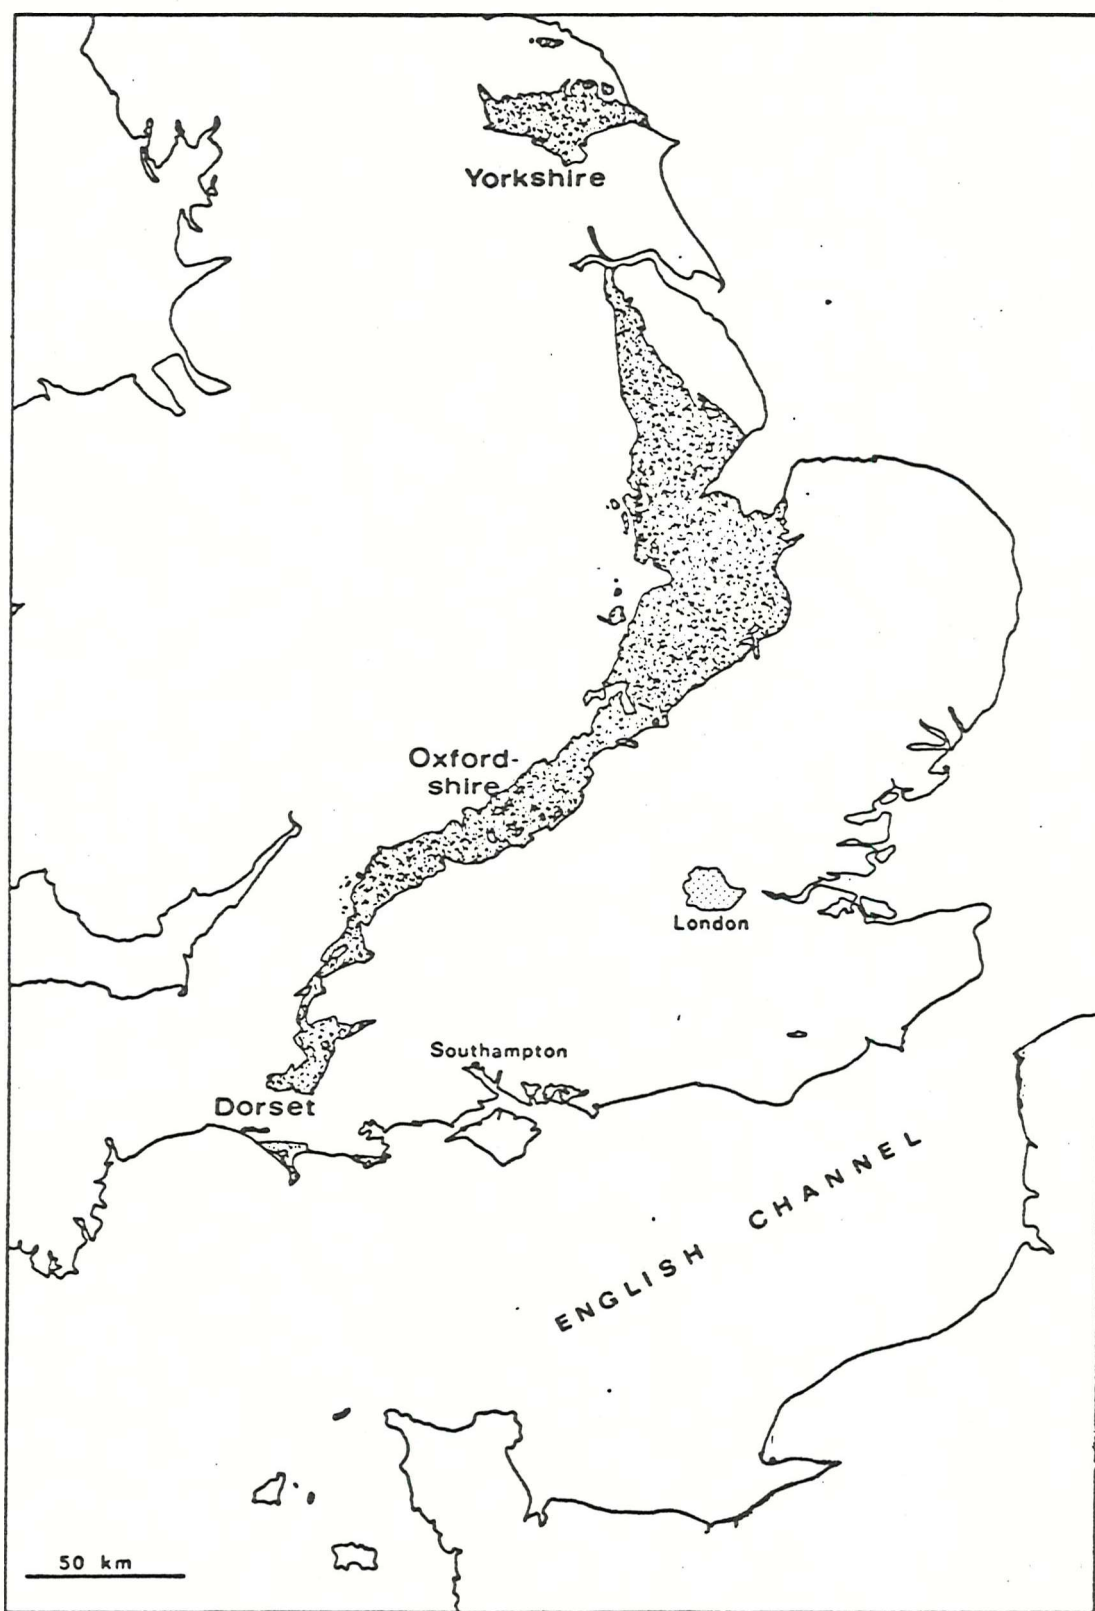 Yorkshire
Oxford-
shire
London
Southampton
Dorset
ENGLISH CHANNEL
50 km